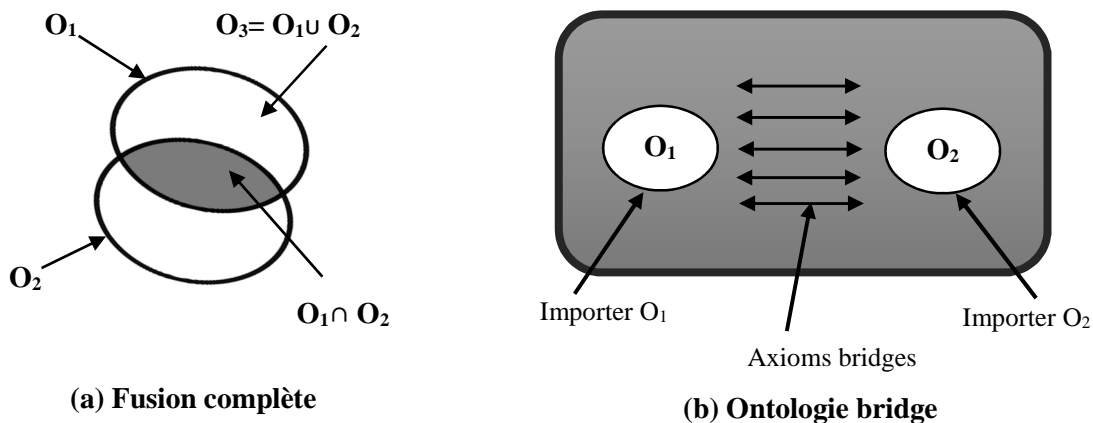 O₁
O₃= O₁∪ O₂
O₂
O₁∩ O₂
(a) Fusion complète
O₁
O₂
Importer O₁
Importer O₂
Axioms bridges
(b) Ontologie bridge